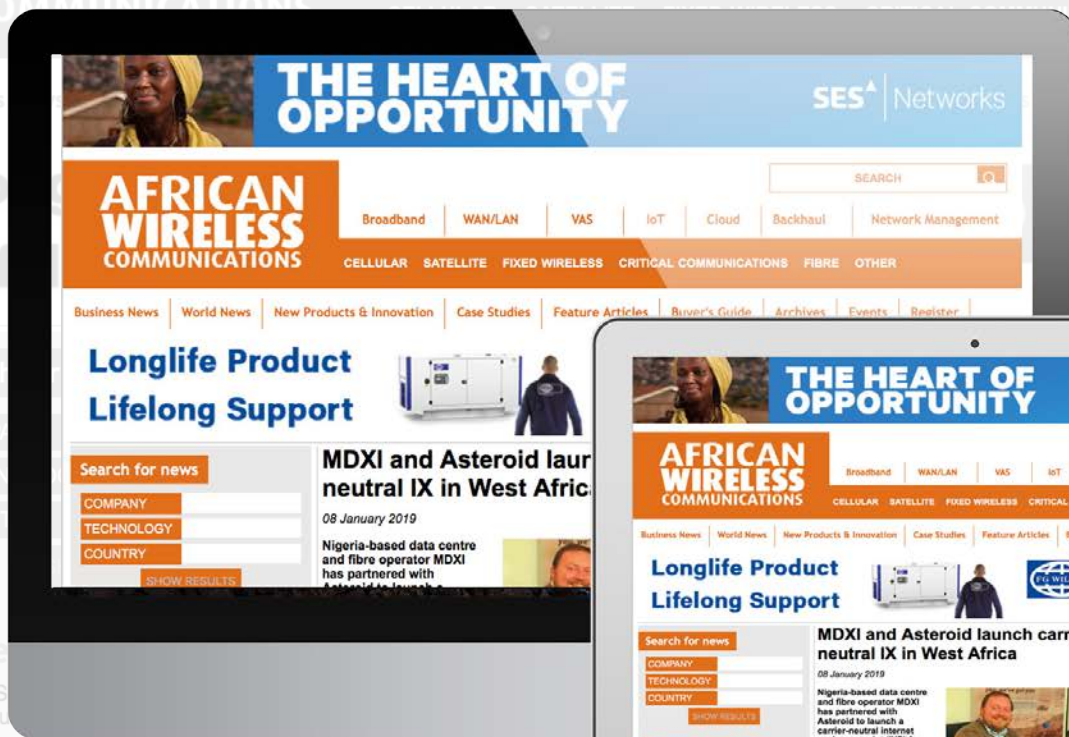 THE HEART OF
OPPORTUNITY
SES Networks
SEARCH
AFRICAN
WIRELESS
COMMUNICATIONS
Broadband WAN/LAN VAS IoT Cloud Backhaul Network Management
CELLULAR SATELLITE FIXED WIRELESS CRITICAL COMMUNICATIONS FIBRE OTHER
Business News World News New Products & Innovation Case Studies Feature Articles Buyer's Guide Archives Events Register
Longlife Product
Lifelong Support
Search for news
COMPANY
TECHNOLOGY
COUNTRY
SHOW RESULTS
MDXI and Asteroid laun
neutral IX in West Afric
08 January 2019
Nigeria-based data centre
and fibre operator MDXI
has partnered with
Asteroid to launch a
THE HEART OF
OPPORTUNITY
AFRICAN
WIRELESS
COMMUNICATIONS
Broadband WAN/LAN VAS IoT
CELLULAR SATELLITE FIXED WIRELESS CRITICAL
Business News World News New Products & Innovation Case Studies Feature Articles
Longlife Product
Lifelong Support
FG WIL
Search for news
COMPANY
TECHNOLOGY
COUNTRY
SHOW RESULTS
MDXI and Asteroid launch carr
neutral IX in West Africa
08 January 2019
Nigeria-based data centre
and fibre operator MDXI
has partnered with
Asteroid to launch a
carrier-neutral internet